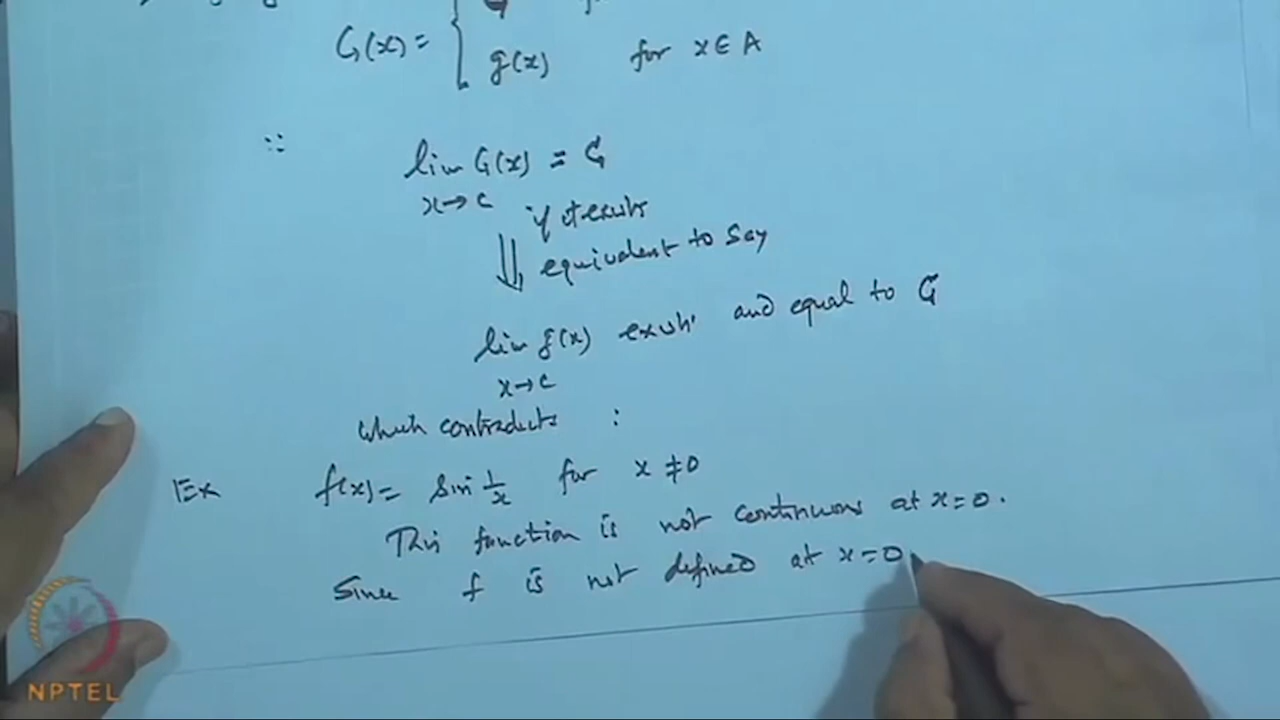 G(x) = { G
g(x) for x ∈ A
∵ lim G(x) = G
x→c if exists
⇓ equivalent to say
lim g(x) exists and equal to G
x→c
which contradicts :
Ex f(x) = Sin 1/x for x ≠ 0
This function is not continuous at x=0.
Since f is not defined at x=0
NPTEL